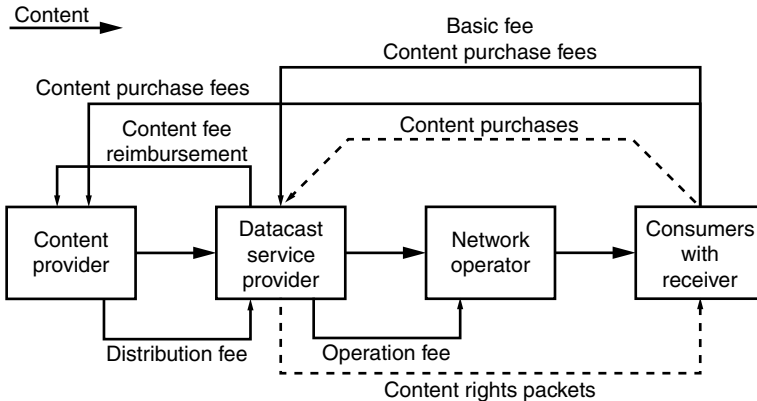 Content
Basic fee
Content purchase fees
Content purchase fees
Content fee
reimbursement
Content purchases
Content
provider
Datacast
service
provider
Network
operator
Consumers
with
receiver
Distribution fee
Operation fee
Content rights packets